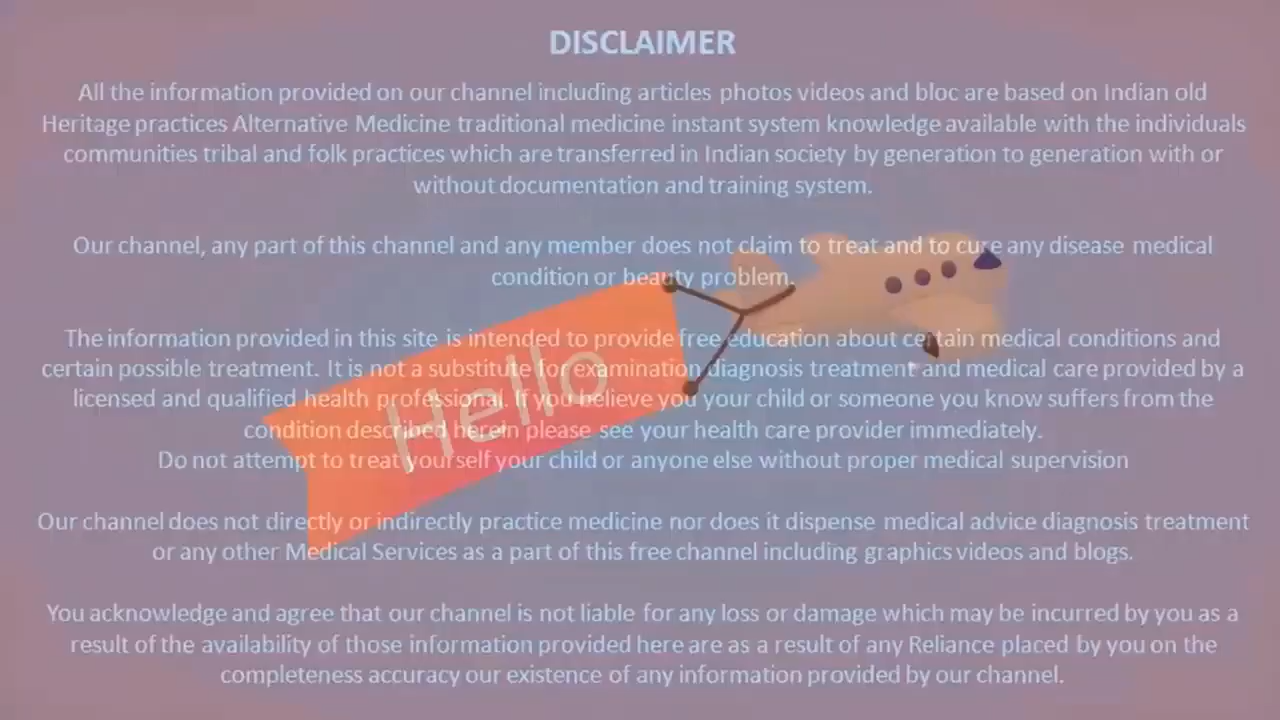 DISCLAIMER
All the information provided on our channel including articles photos videos and bloc are based on Indian old
Heritage practices Alternative Medicine traditional medicine instant system knowledge available with the individuals
communities tribal and folk practices which are transferred in Indian society by generation to generation with or
without documentation and training system.
Our channel, any part of this channel and any member does not claim to treat and to cure any disease medical
condition or beauty problem.
The information provided in this site is intended to provide free education about certain medical conditions and
certain possible treatment. It is not a substitute for examination diagnosis treatment and medical care provided by a
licensed and qualified health professional. If you believe you your child or someone you know suffers from the
condition described herein please see your health care provider immediately.
Do not attempt to treat yourself your child or anyone else without proper medical supervision
Hello
Our channel does not directly or indirectly practice medicine nor does it dispense medical advice diagnosis treatment
or any other Medical Services as a part of this free channel including graphics videos and blogs.
You acknowledge and agree that our channel is not liable for any loss or damage which may be incurred by you as a
result of the availability of those information provided here are as a result of any Reliance placed by you on the
completeness accuracy our existence of any information provided by our channel.